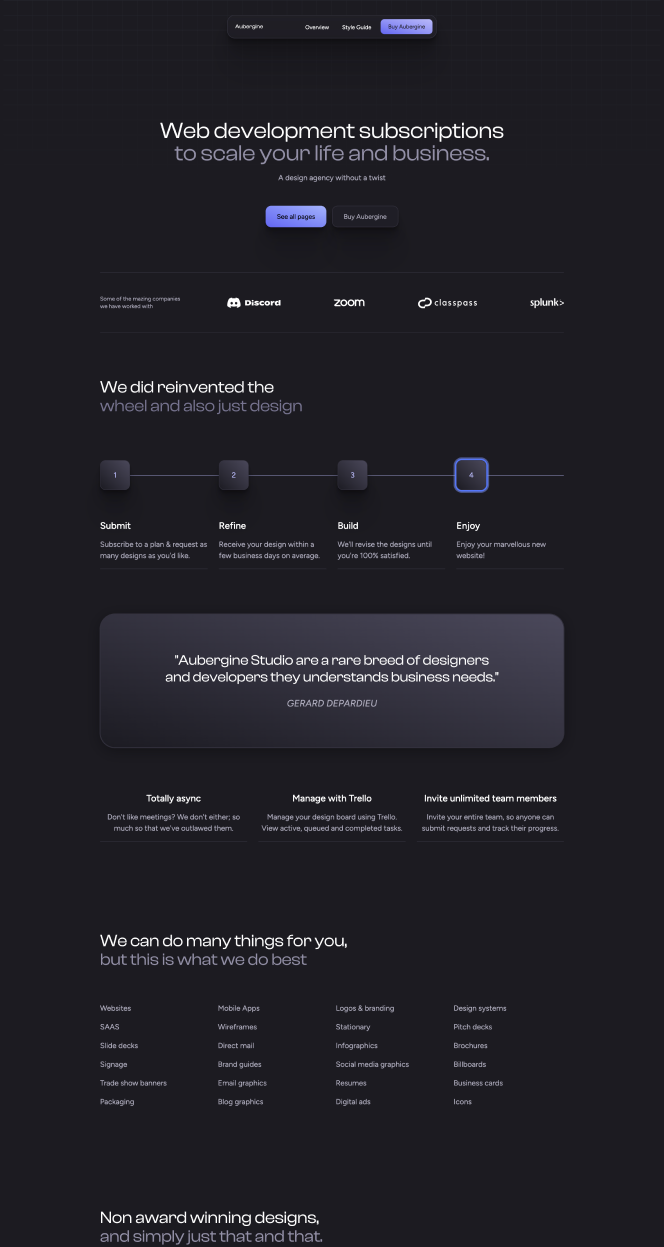 Aubergine
Overview
Style Guide
Buy Aubergine
Web development subscriptions
to scale your life and business.
A design agency without a twist
See all pages
Buy Aubergine
Some of the mazing companies
we have worked with
Discord
zoom
classpass
splunk>
We did reinvented the
wheel and also just design
1
2
3
4
Submit
Subscribe to a plan & request as
many designs as you'd like.
Refine
Receive your design within a
few business days on average.
Build
We'll revise the designs until
you're 100% satisfied.
Enjoy
Enjoy your marvellous new
website!
"Aubergine Studio are a rare breed of designers
and developers they understands business needs."
GERARD DEPARDIEU
Totally async
Don't like meetings? We don't either; so
much so that we've outlawed them.
Manage with Trello
Manage your design board using Trello.
View active, queued and completed tasks.
Invite unlimited team members
Invite your entire team, so anyone can
submit requests and track their progress.
We can do many things for you,
but this is what we do best
Websites
Mobile Apps
Logos & branding
Design systems
SAAS
Wireframes
Stationary
Pitch decks
Slide decks
Direct mail
Infographics
Brochures
Signage
Brand guides
Social media graphics
Billboards
Trade show banners
Email graphics
Resumes
Business cards
Packaging
Blog graphics
Digital ads
Icons
Non award winning designs,
and simply just that and that.